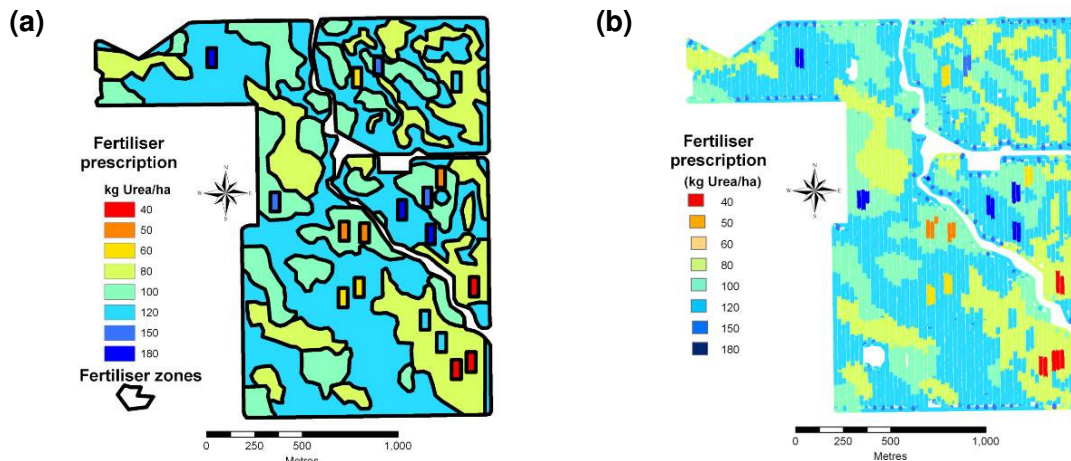 (a)
Fertiliser
prescription
kg Urea/ha
40
50
60
80
100
120
150
180
Fertiliser zones
N
W E
S
0 250 500 1,000
Metres
(b)
Fertiliser
prescription
(kg Urea/ha)
40
50
60
80
100
120
150
180
N
W E
S
0 250 500 1,000
Metres